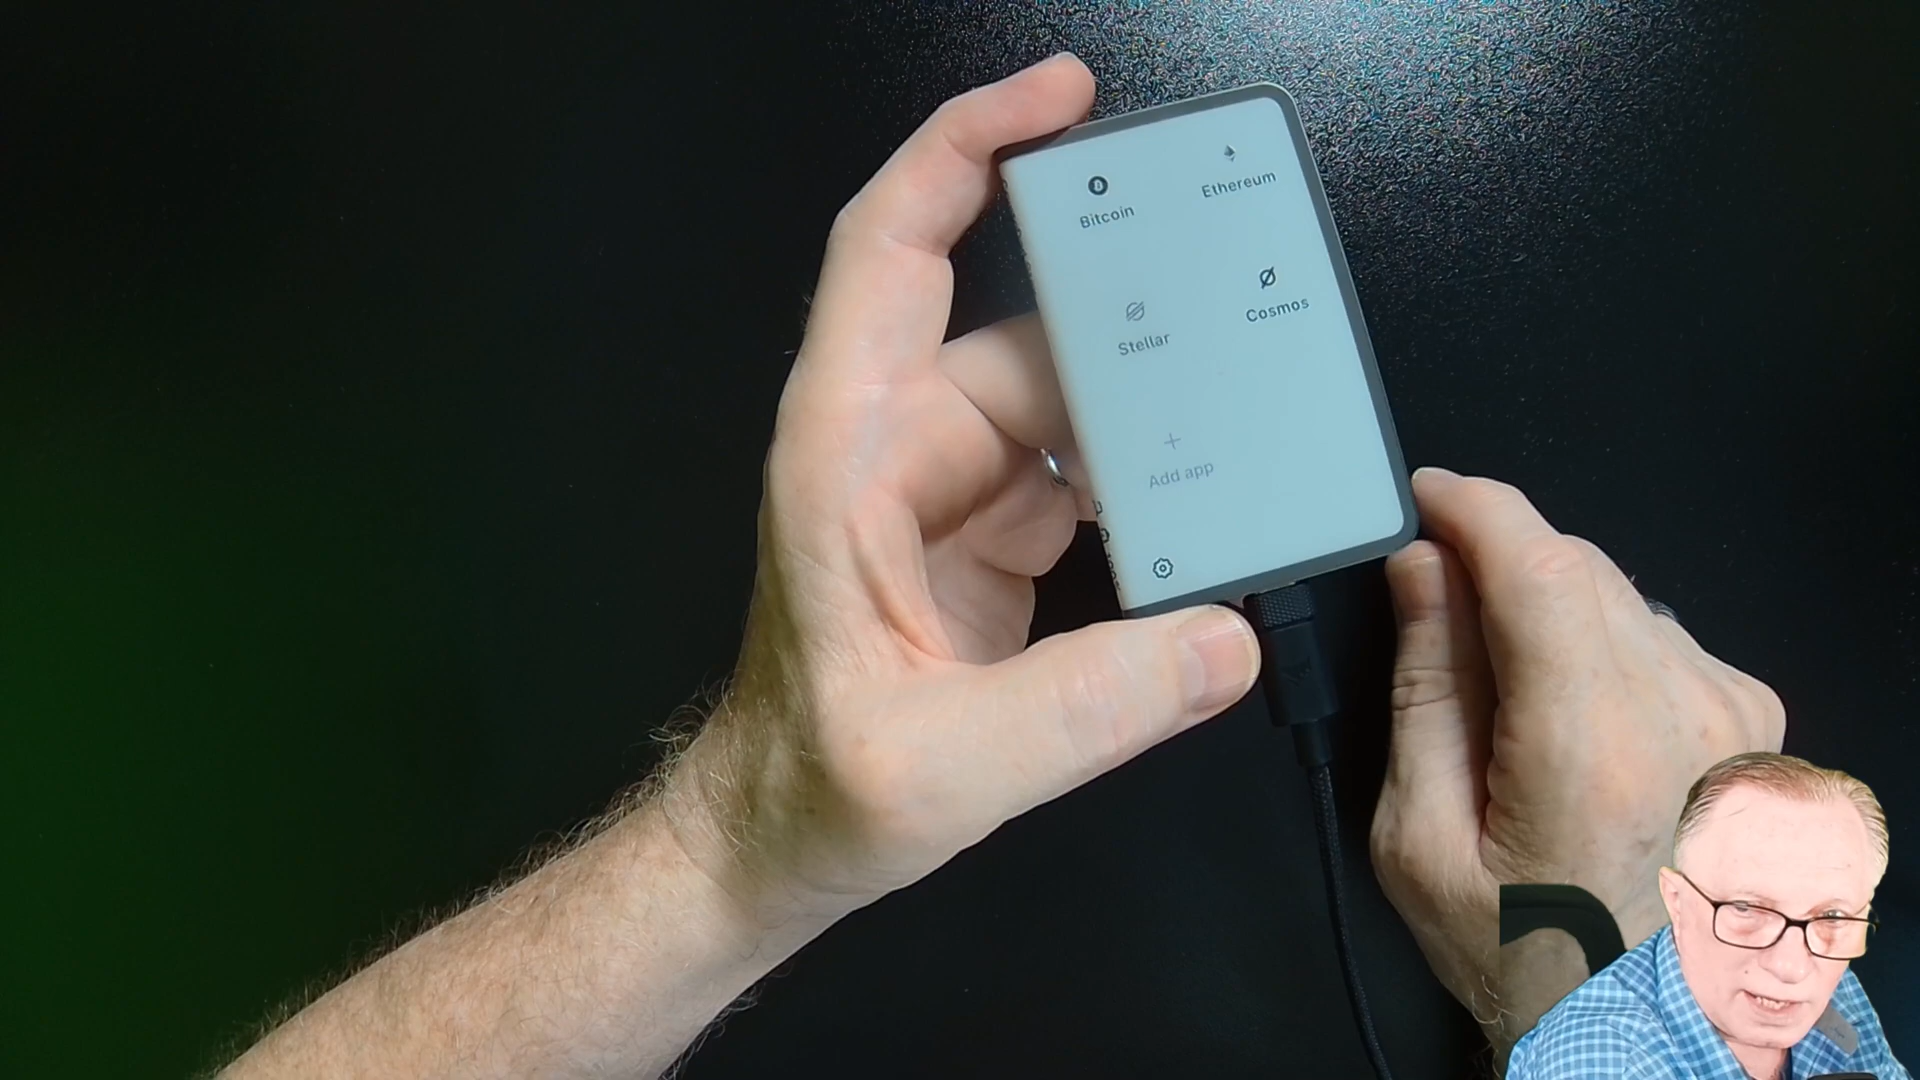 Bitcoin
Ethereum
Stellar
Cosmos
Add app